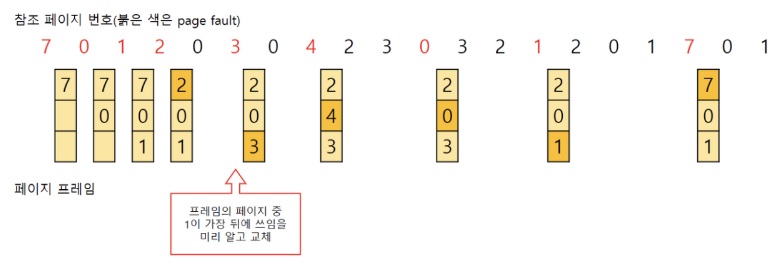 참조 페이지 번호(붉은 색은 page fault)
7 0 1 2 0 3 0 4 2 3 0 3 2 1 2 0 1 7 0 1
7 7 7 2 2 2 2 2 7
0 0 0 0 4 0 0 0
1 1 3 3 3 1 1
페이지 프레임
프레임의 페이지 중
1이 가장 뒤에 쓰임을
미리 알고 교체